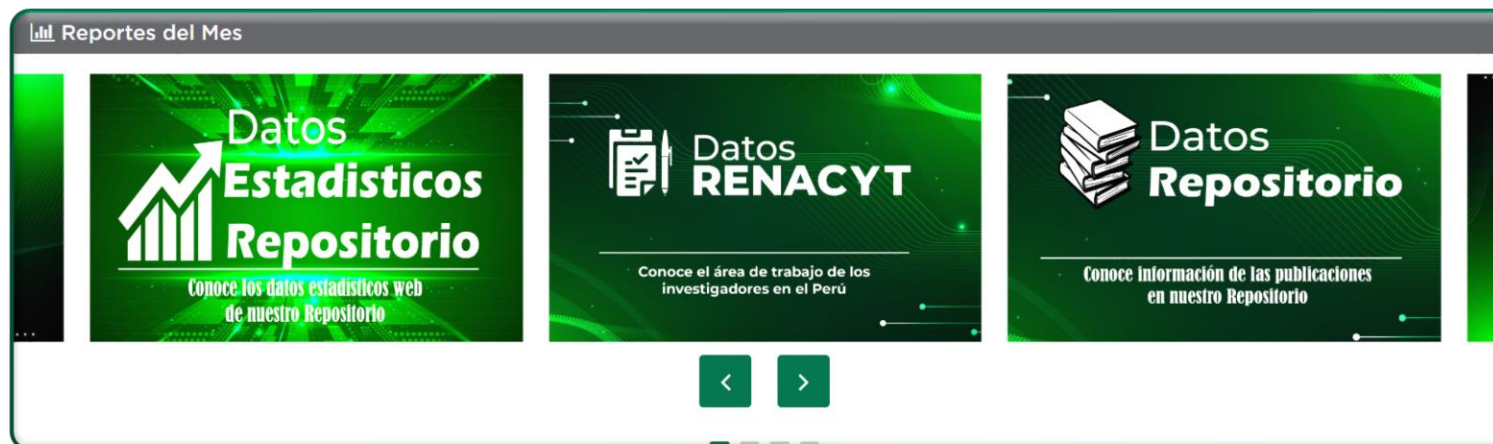 Reportes del Mes
Datos
Estadisticos
Repositorio
Conoce los datos estadisticos web
de nuestro Repositorio
Datos
RENACYT
Conoce el área de trabajo de los
investigadores en el Perú
Datos
Repositorio
Conoce información de las publicaciones
en nuestro Repositorio